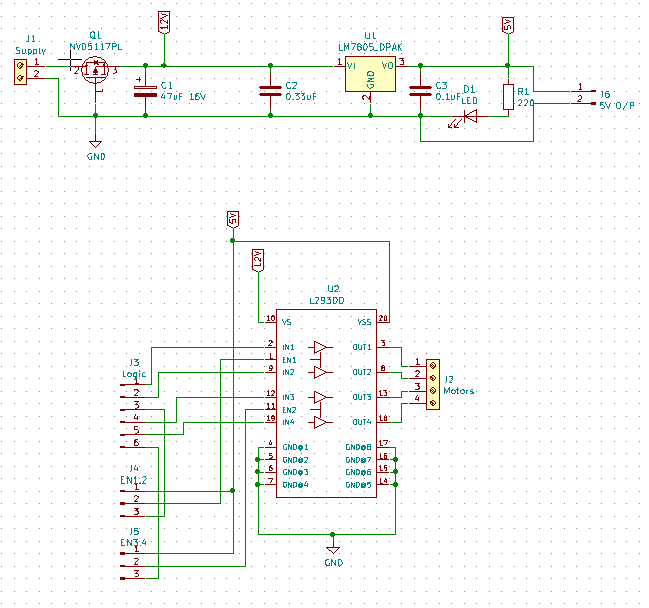 12V
5V
J1
Supply
1
2
Q1
NVD5117PL
2
3
1
C1
47uF 16V
C2
0.33uF
U1
LM7805_DPAK
1
VI
VO
3
GND
2
C3
0.1uF
D1
LED
R1
220
1
2
J6
5V O/P
GND
5V
12V
U2
L293DD
10
VS
VSS
20
2
IN1
OUT1
3
1
EN1
9
IN2
OUT2
8
12
IN3
OUT3
13
11
EN2
19
IN4
OUT4
18
4
GND@1
GND@8
17
5
GND@2
GND@7
16
6
GND@3
GND@6
15
7
GND@4
GND@5
14
J3
Logic
1
2
3
4
5
6
1
2
3
4
J2
Motors
J4
EN1,2
1
2
3
J5
EN3,4
1
2
3
GND